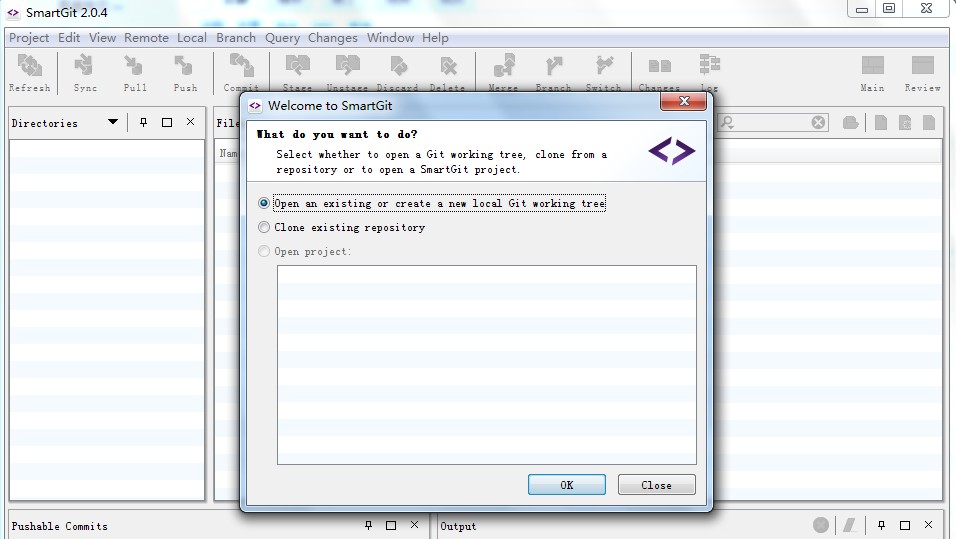 SmartGit 2.0.4
Project Edit View Remote Local Branch Query Changes Window Help
Refresh Sync Pull Push Commit Stage Unstage Discard Delete Merge Branch Switch Changes Log Main Review
Directories
File
Nam
Welcome to SmartGit
What do you want to do?
Select whether to open a Git working tree, clone from a
repository or to open a SmartGit project.
Open an existing or create a new local Git working tree
Clone existing repository
Open project:
OK Close
Pushable Commits
Output